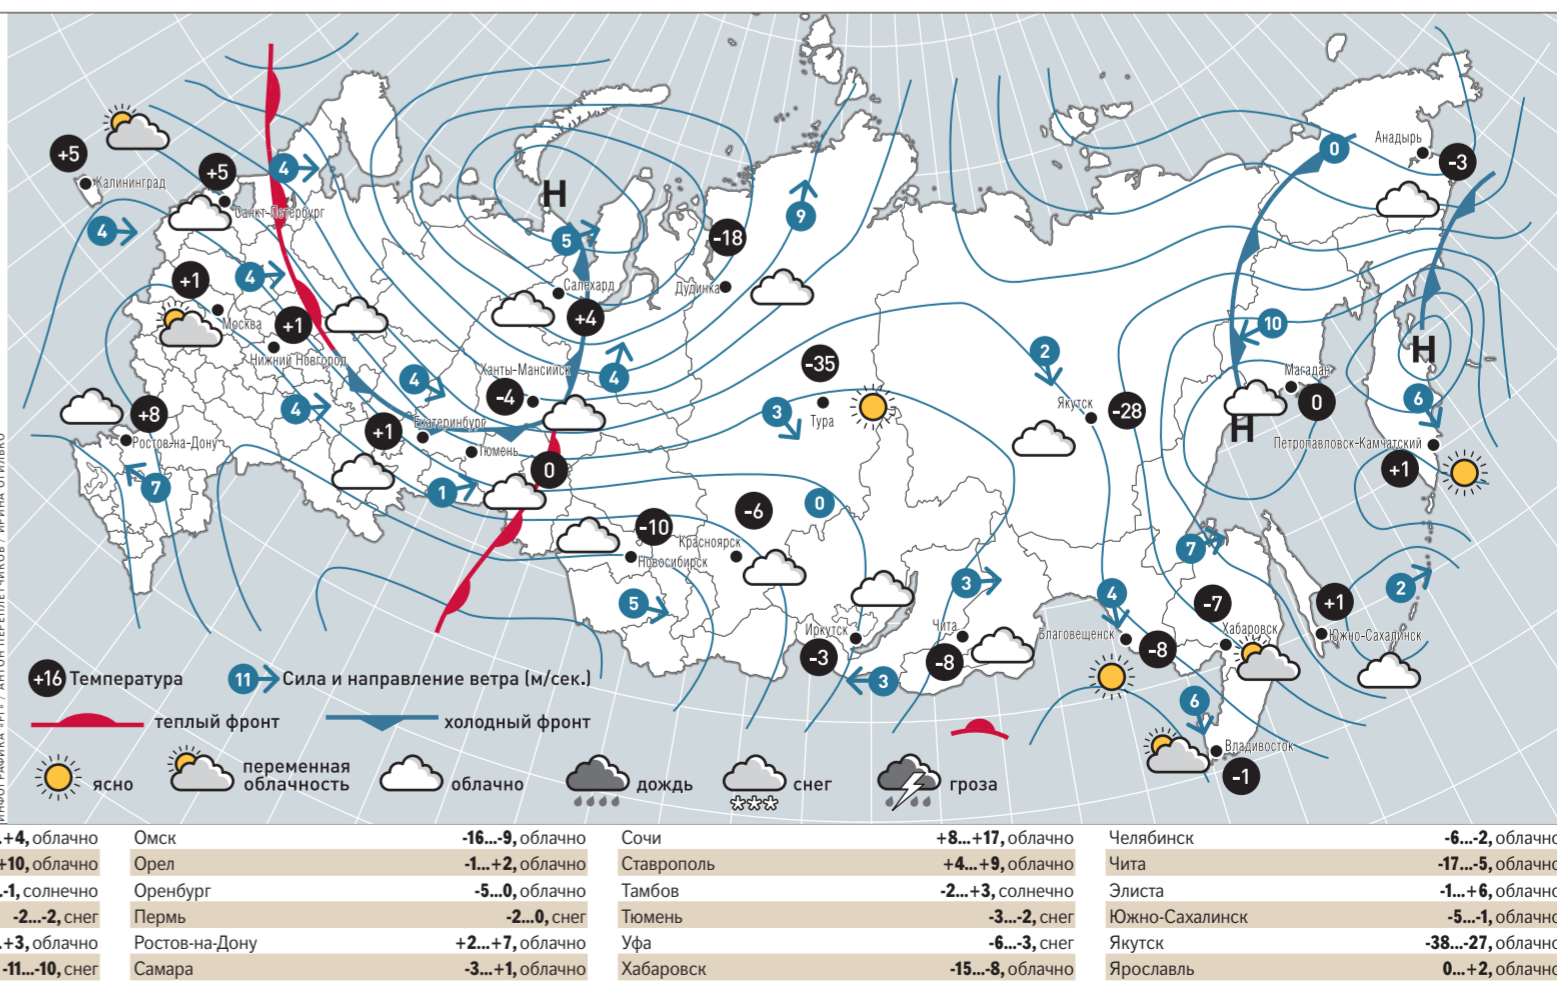 0
Анадырь
-3
+5
Калининград
+5
Санкт-Петербург
4
4
Н
5
9
-18
Дудинка
4
+1
Москва
+1
Нижний Новгород
Салехард
+4
10
Н
Магадан
0
Н
6
Петропавловск-Камчатский
+1
4
4
Ханты-Мансийск
-4
4
-35
Тура
3
2
Якутск
-28
+8
Ростов-на-Дону
7
+1
Екатеринбург
Тюмень
0
1
-10
Новосибирск
-6
Красноярск
0
5
7
3
4
-7
Хабаровск
+1
Южно-Сахалинск
2
Иркутск
-3
Чита
-8
3
Благовещенск
-8
6
Владивосток
-1
+16 Температура
11 Сила и направление ветра (м/сек.)
теплый фронт
холодный фронт
ясно
переменная
облачность
облачно
дождь
снег
гроза
+4, облачно
+10, облачно
-1, солнечно
-2...-2, снег
+3, облачно
-11...-10, снег
Омск -16...-9, облачно
Орел -1...+2, облачно
Оренбург -5...0, облачно
Пермь -2...0, снег
Ростов-на-Дону +2...+7, облачно
Самара -3...+1, облачно
Сочи +8...+17, облачно
Ставрополь +4...+9, облачно
Тамбов -2...+3, солнечно
Тюмень -3...-2, снег
Уфа -6...-3, снег
Хабаровск -15...-8, облачно
Челябинск -6...-2, облачно
Чита -17...-5, облачно
Элиста -1...+6, облачно
Южно-Сахалинск -5...-1, облачно
Якутск -38...-27, облачно
Ярославль 0...+2, облачно